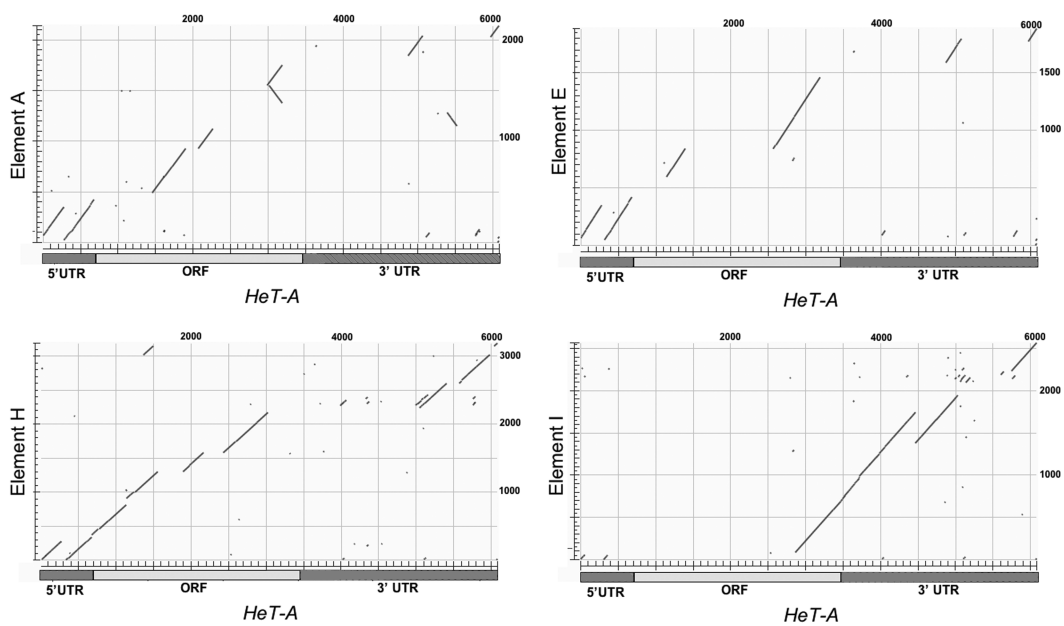 2000 4000 6000
2000
1000
Element A
5'UTR ORF 3' UTR
HeT-A
2000 4000 6000
1500
1000
Element E
5'UTR ORF 3' UTR
HeT-A
2000 4000 6000
3000
2000
1000
Element H
5'UTR ORF 3' UTR
HeT-A
2000 4000 6000
2000
1000
Element I
5'UTR ORF 3' UTR
HeT-A